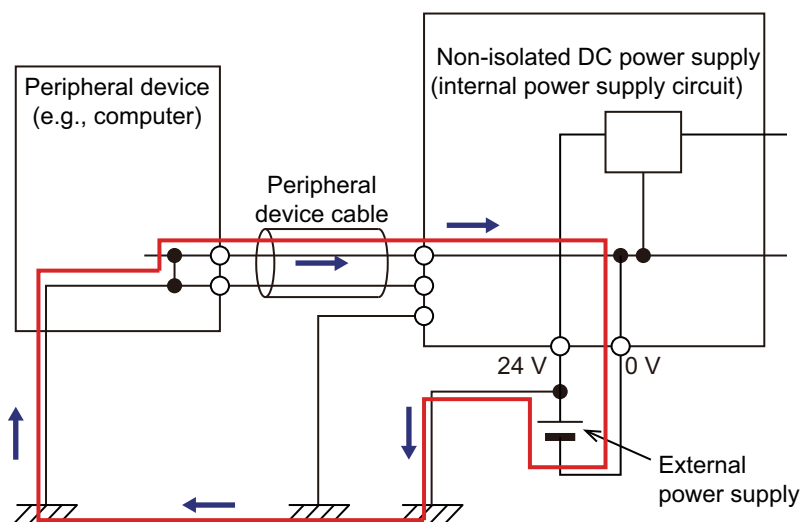 Non-isolated DC power supply
(internal power supply circuit)
Peripheral device
(e.g., computer)
Peripheral
device cable
24 V
0 V
External
power supply